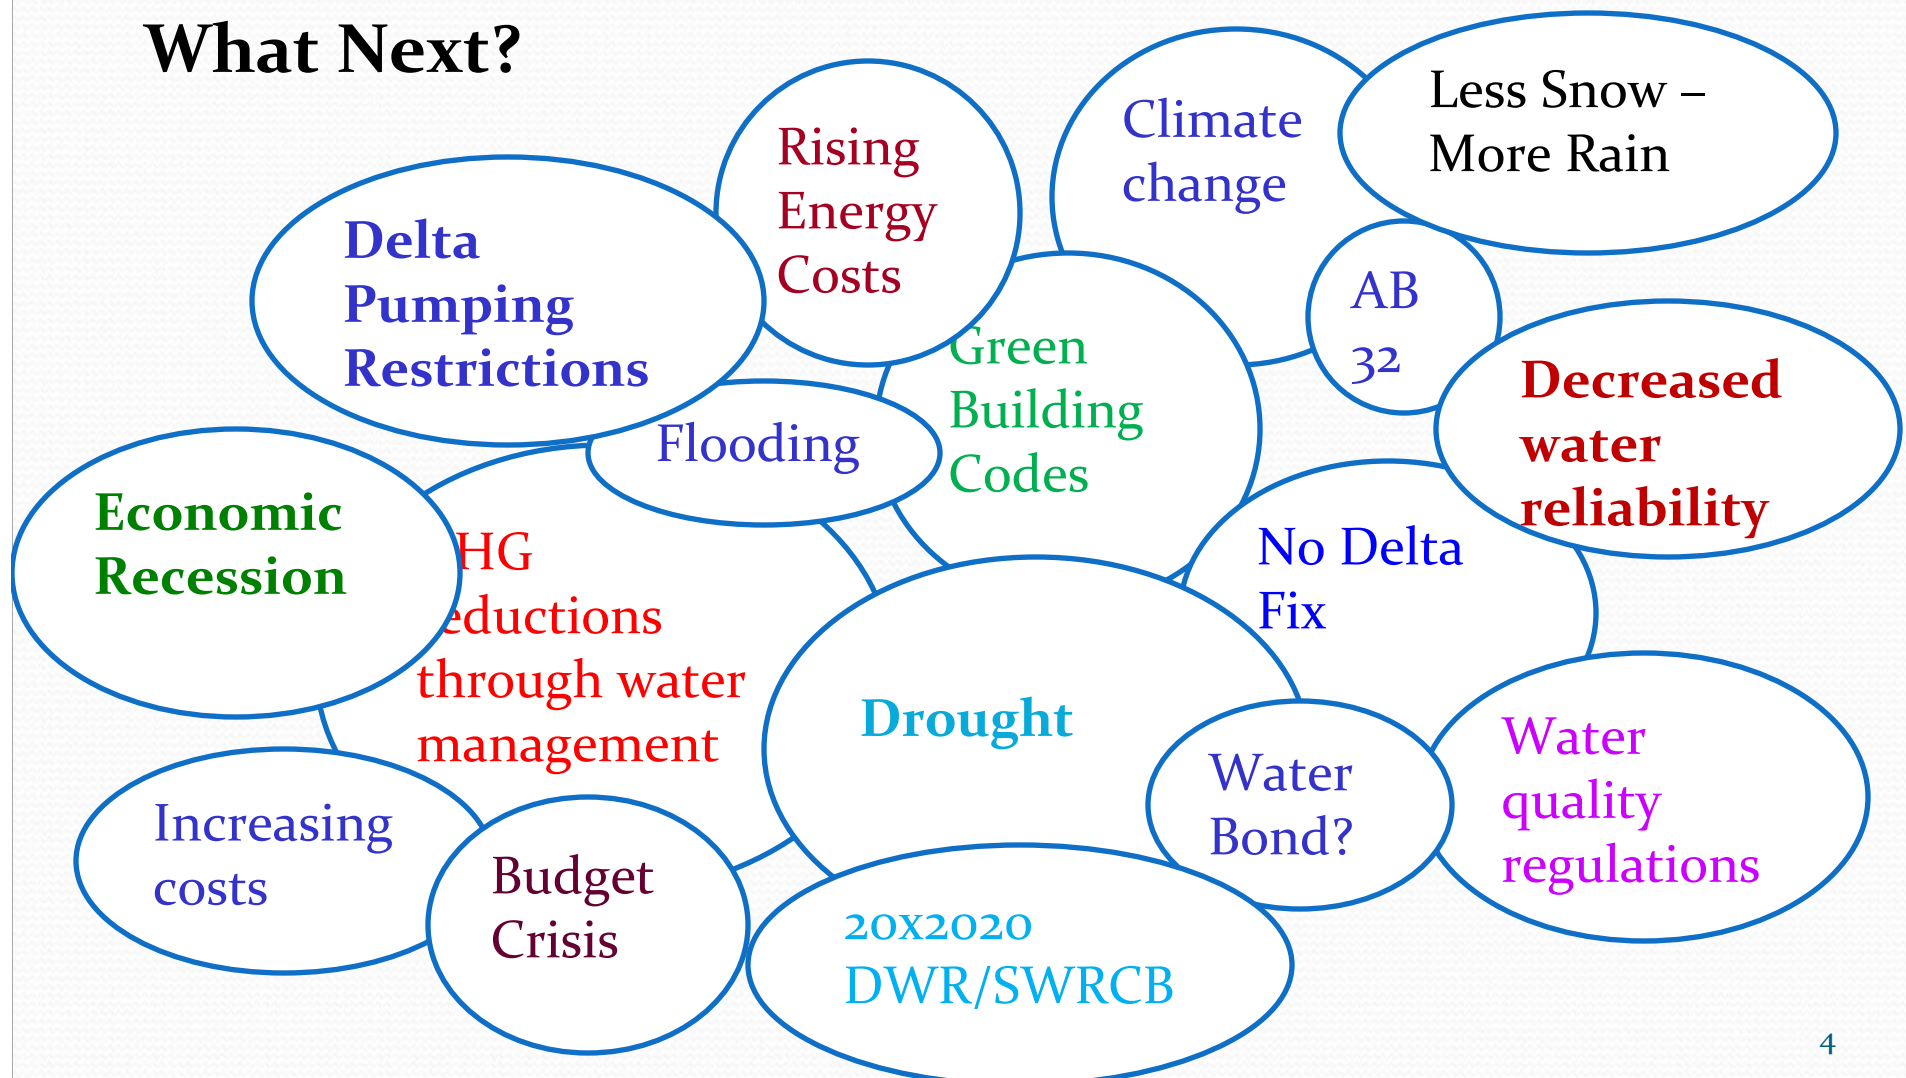 What Next?
Climate
change
Less Snow –
More Rain
Rising
Energy
Costs
Delta
Pumping
Restrictions
AB
32
Green
Building
Codes
Decreased
water
reliability
Flooding
Economic
Recession
HG
eductions
through water
management
No Delta
Fix
Drought
Water
Bond?
Water
quality
regulations
Increasing
costs
Budget
Crisis
20x2020
DWR/SWRCB
4